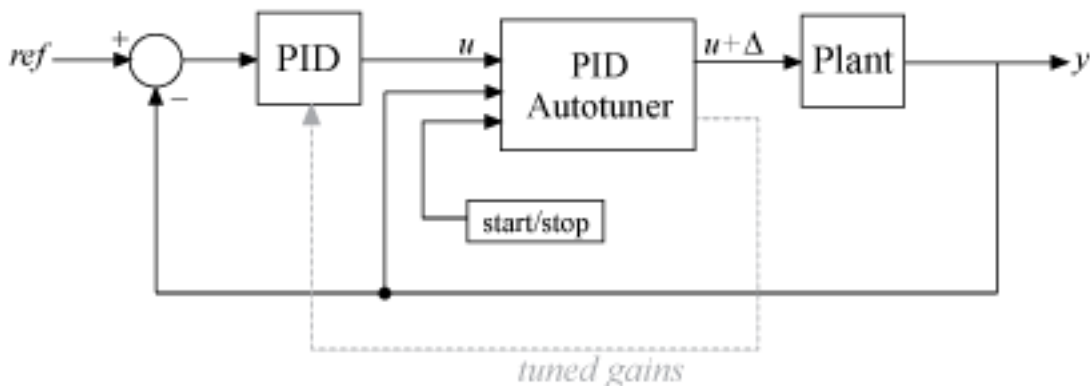 ref
+
−
PID
u
PID
Autotuner
u+Δ
Plant
y
start/stop
tuned gains